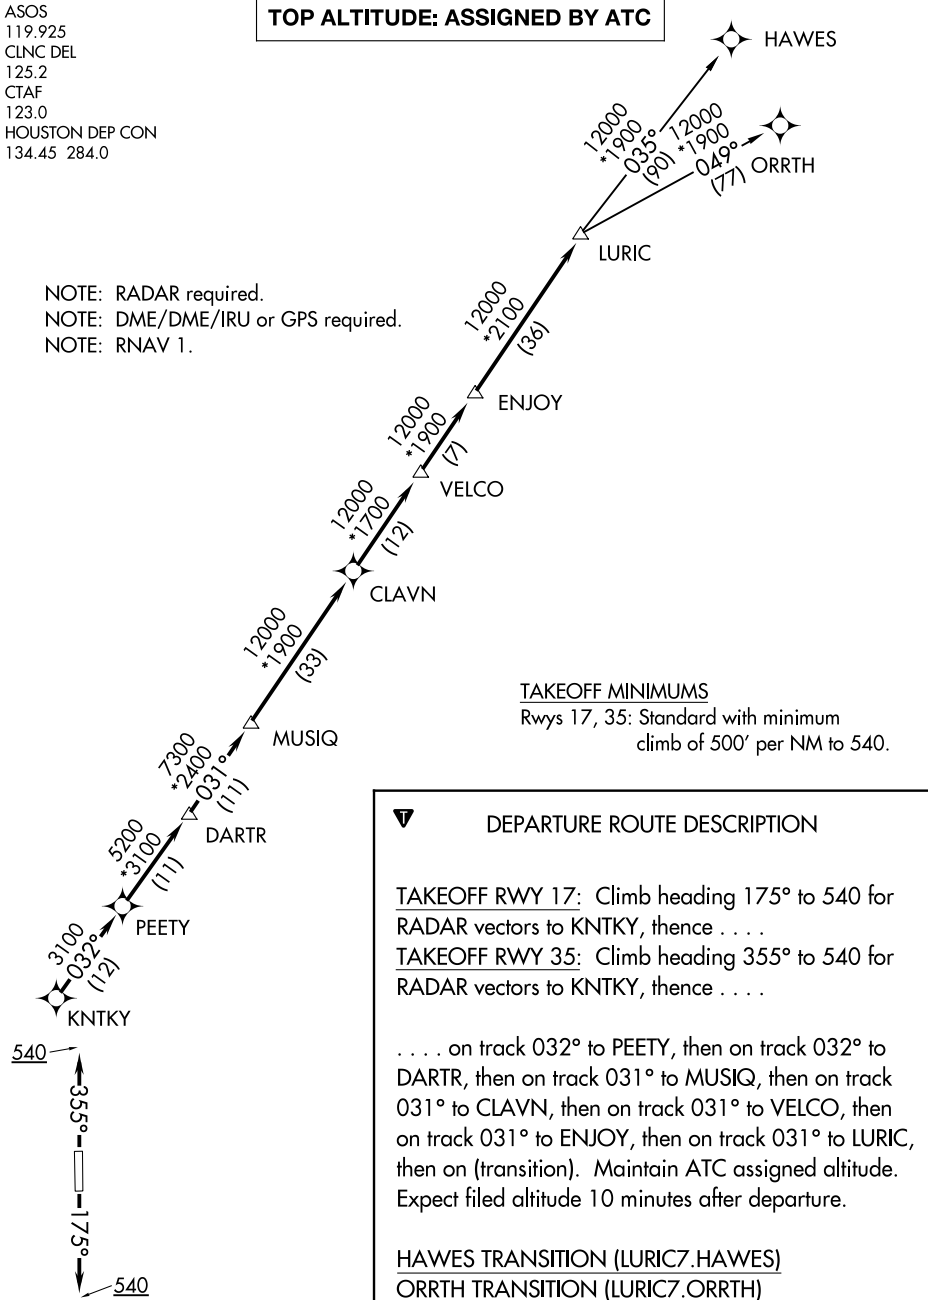 ASOS
119.925
CLNC DEL
125.2
CTAF
123.0
HOUSTON DEP CON
134.45 284.0
TOP ALTITUDE: ASSIGNED BY ATC
HAWES
12000
*1900
035°
(90)
12000
*1900
049°
(77)
ORRTH
LURIC
NOTE: RADAR required.
NOTE: DME/DME/IRU or GPS required.
NOTE: RNAV 1.
12000
*2100
(36)
ENJOY
12000
*1900
(7)
VELCO
12000
*1700
(12)
CLAVN
12000
*1900
(33)
MUSIQ
TAKEOFF MINIMUMS
Rwys 17, 35: Standard with minimum
climb of 500' per NM to 540.
7300
*2400
031°
(11)
DARTR
5200
*3100
(11)
PEETY
3100
032°
(12)
KNTKY
540
355°
175°
540
T
DEPARTURE ROUTE DESCRIPTION
TAKEOFF RWY 17: Climb heading 175° to 540 for
RADAR vectors to KNTKY, thence . . . .
TAKEOFF RWY 35: Climb heading 355° to 540 for
RADAR vectors to KNTKY, thence . . . .
. . . . on track 032° to PEETY, then on track 032° to
DARTR, then on track 031° to MUSIQ, then on track
031° to CLAVN, then on track 031° to VELCO, then
on track 031° to ENJOY, then on track 031° to LURIC,
then on (transition). Maintain ATC assigned altitude.
Expect filed altitude 10 minutes after departure.
HAWES TRANSITION (LURIC7.HAWES)
ORRTH TRANSITION (LURIC7.ORRTH)